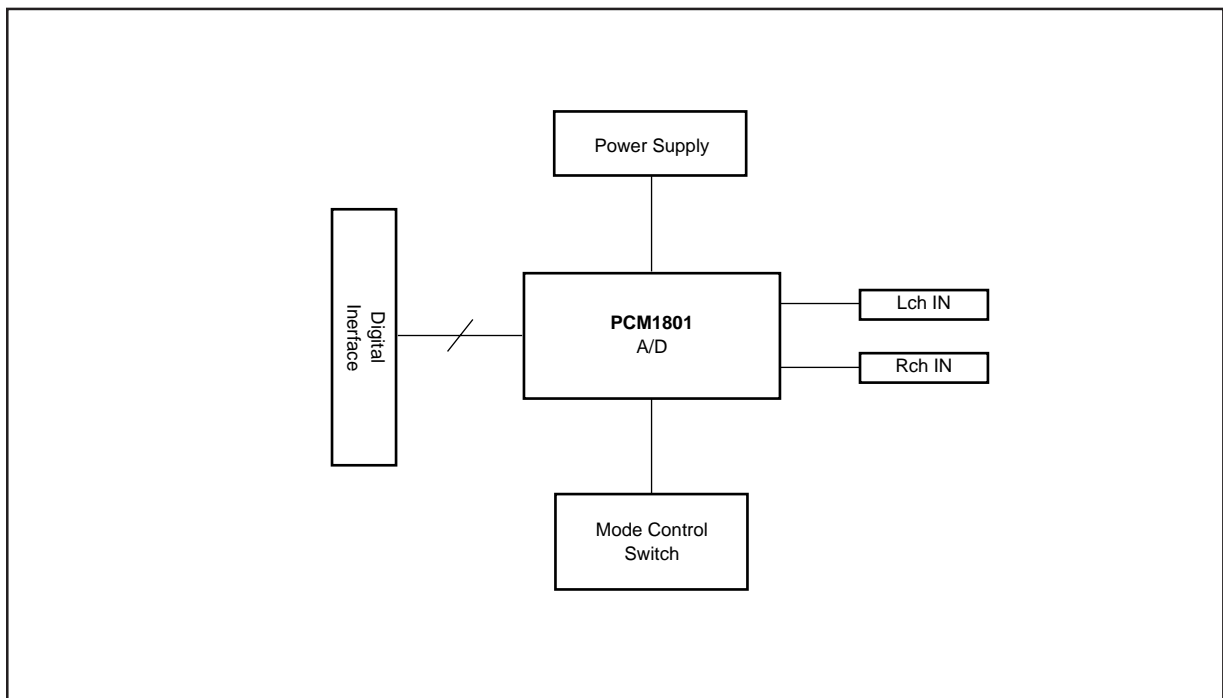 Power Supply
Digital
Inerface
PCM1801
A/D
Lch IN
Rch IN
Mode Control
Switch